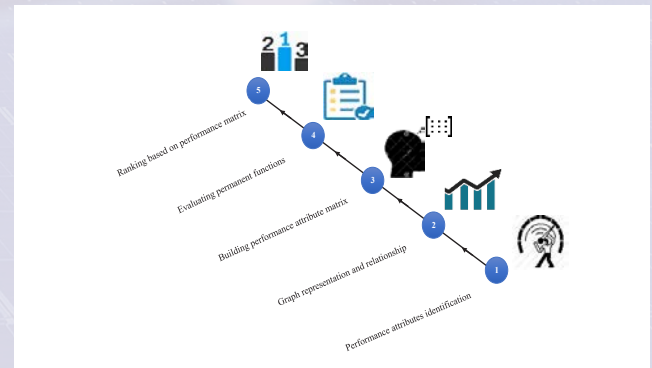 2 1 3
5
Ranking based on performance matrix
4
Evaluating permanent functions
3
Building performance attribute matrix
2
Graph representation and relationship
1
Performance attributes identification